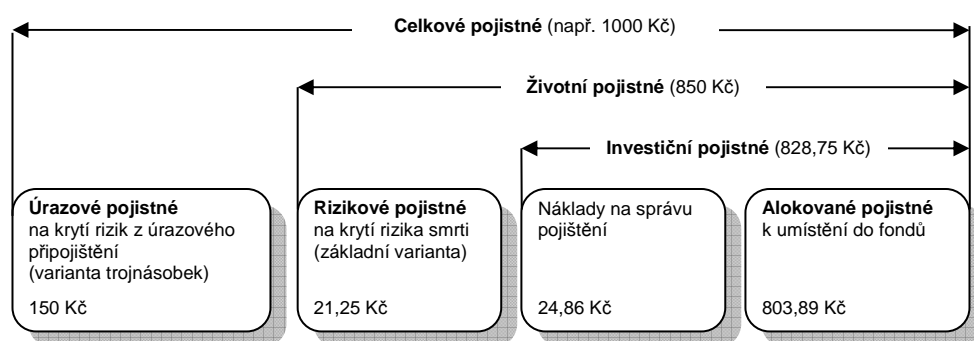 Celkové pojistné (např. 1000 Kč)
Životní pojistné (850 Kč)
Investiční pojistné (828,75 Kč)
Úrazové pojistné
na krytí rizik z úrazového
připojištění
(varianta trojnásobek)
150 Kč
Rizikové pojistné
na krytí rizika smrti
(základní varianta)
21,25 Kč
Náklady na správu
pojištění
24,86 Kč
Alokované pojistné
k umístění do fondů
803,89 Kč